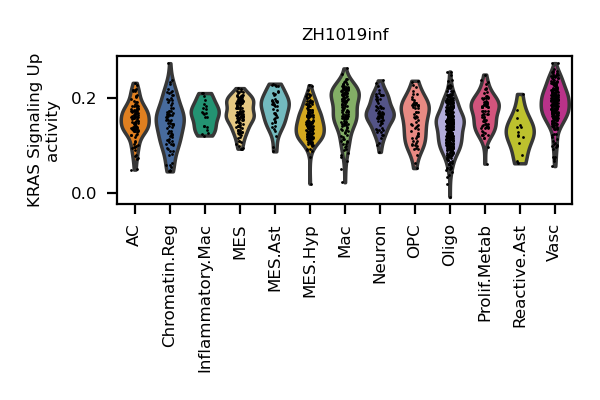 ZH1019inf
KRAS Signaling Up
activity
0.2
0.0
AC
Chromatin.Reg
Inflammatory.Mac
MES
MES.Ast
MES.Hyp
Mac
Neuron
OPC
Oligo
Prolif.Metab
Reactive.Ast
Vasc